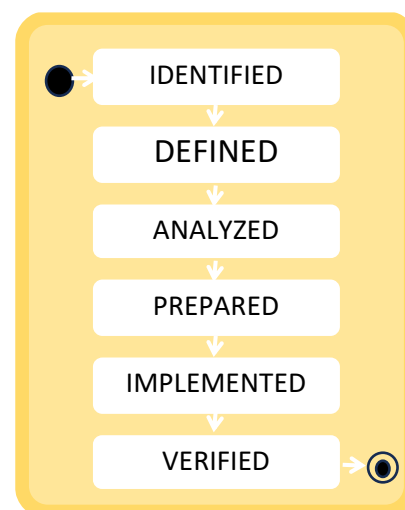 IDENTIFIED
DEFINED
ANALYZED
PREPARED
IMPLEMENTED
VERIFIED